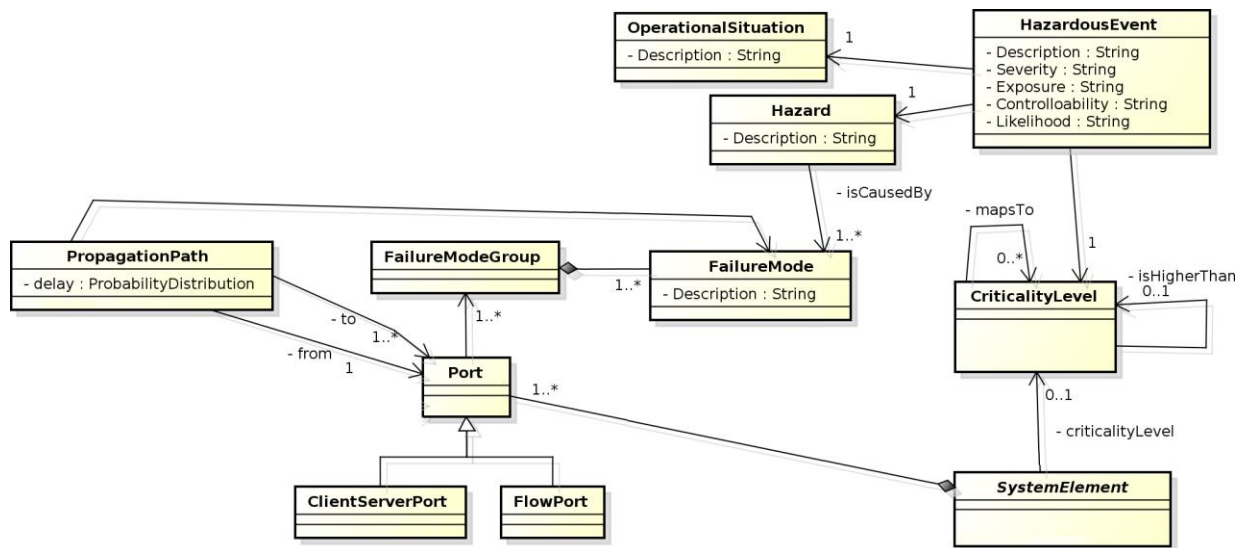 OperationalSituation
- Description : String
HazardousEvent
- Description : String
- Severity : String
- Exposure : String
- Controlloability : String
- Likelihood : String
1
1
Hazard
- Description : String
- isCausedBy
1..*
- mapsTo
0..*
1
- isHigherThan
0..1
PropagationPath
- delay : ProbabilityDistribution
FailureModeGroup
1..*
FailureMode
- Description : String
CriticalityLevel
- to
1..*
1..*
- from
1
Port
1..*
0..1
- criticalityLevel
ClientServerPort
FlowPort
SystemElement